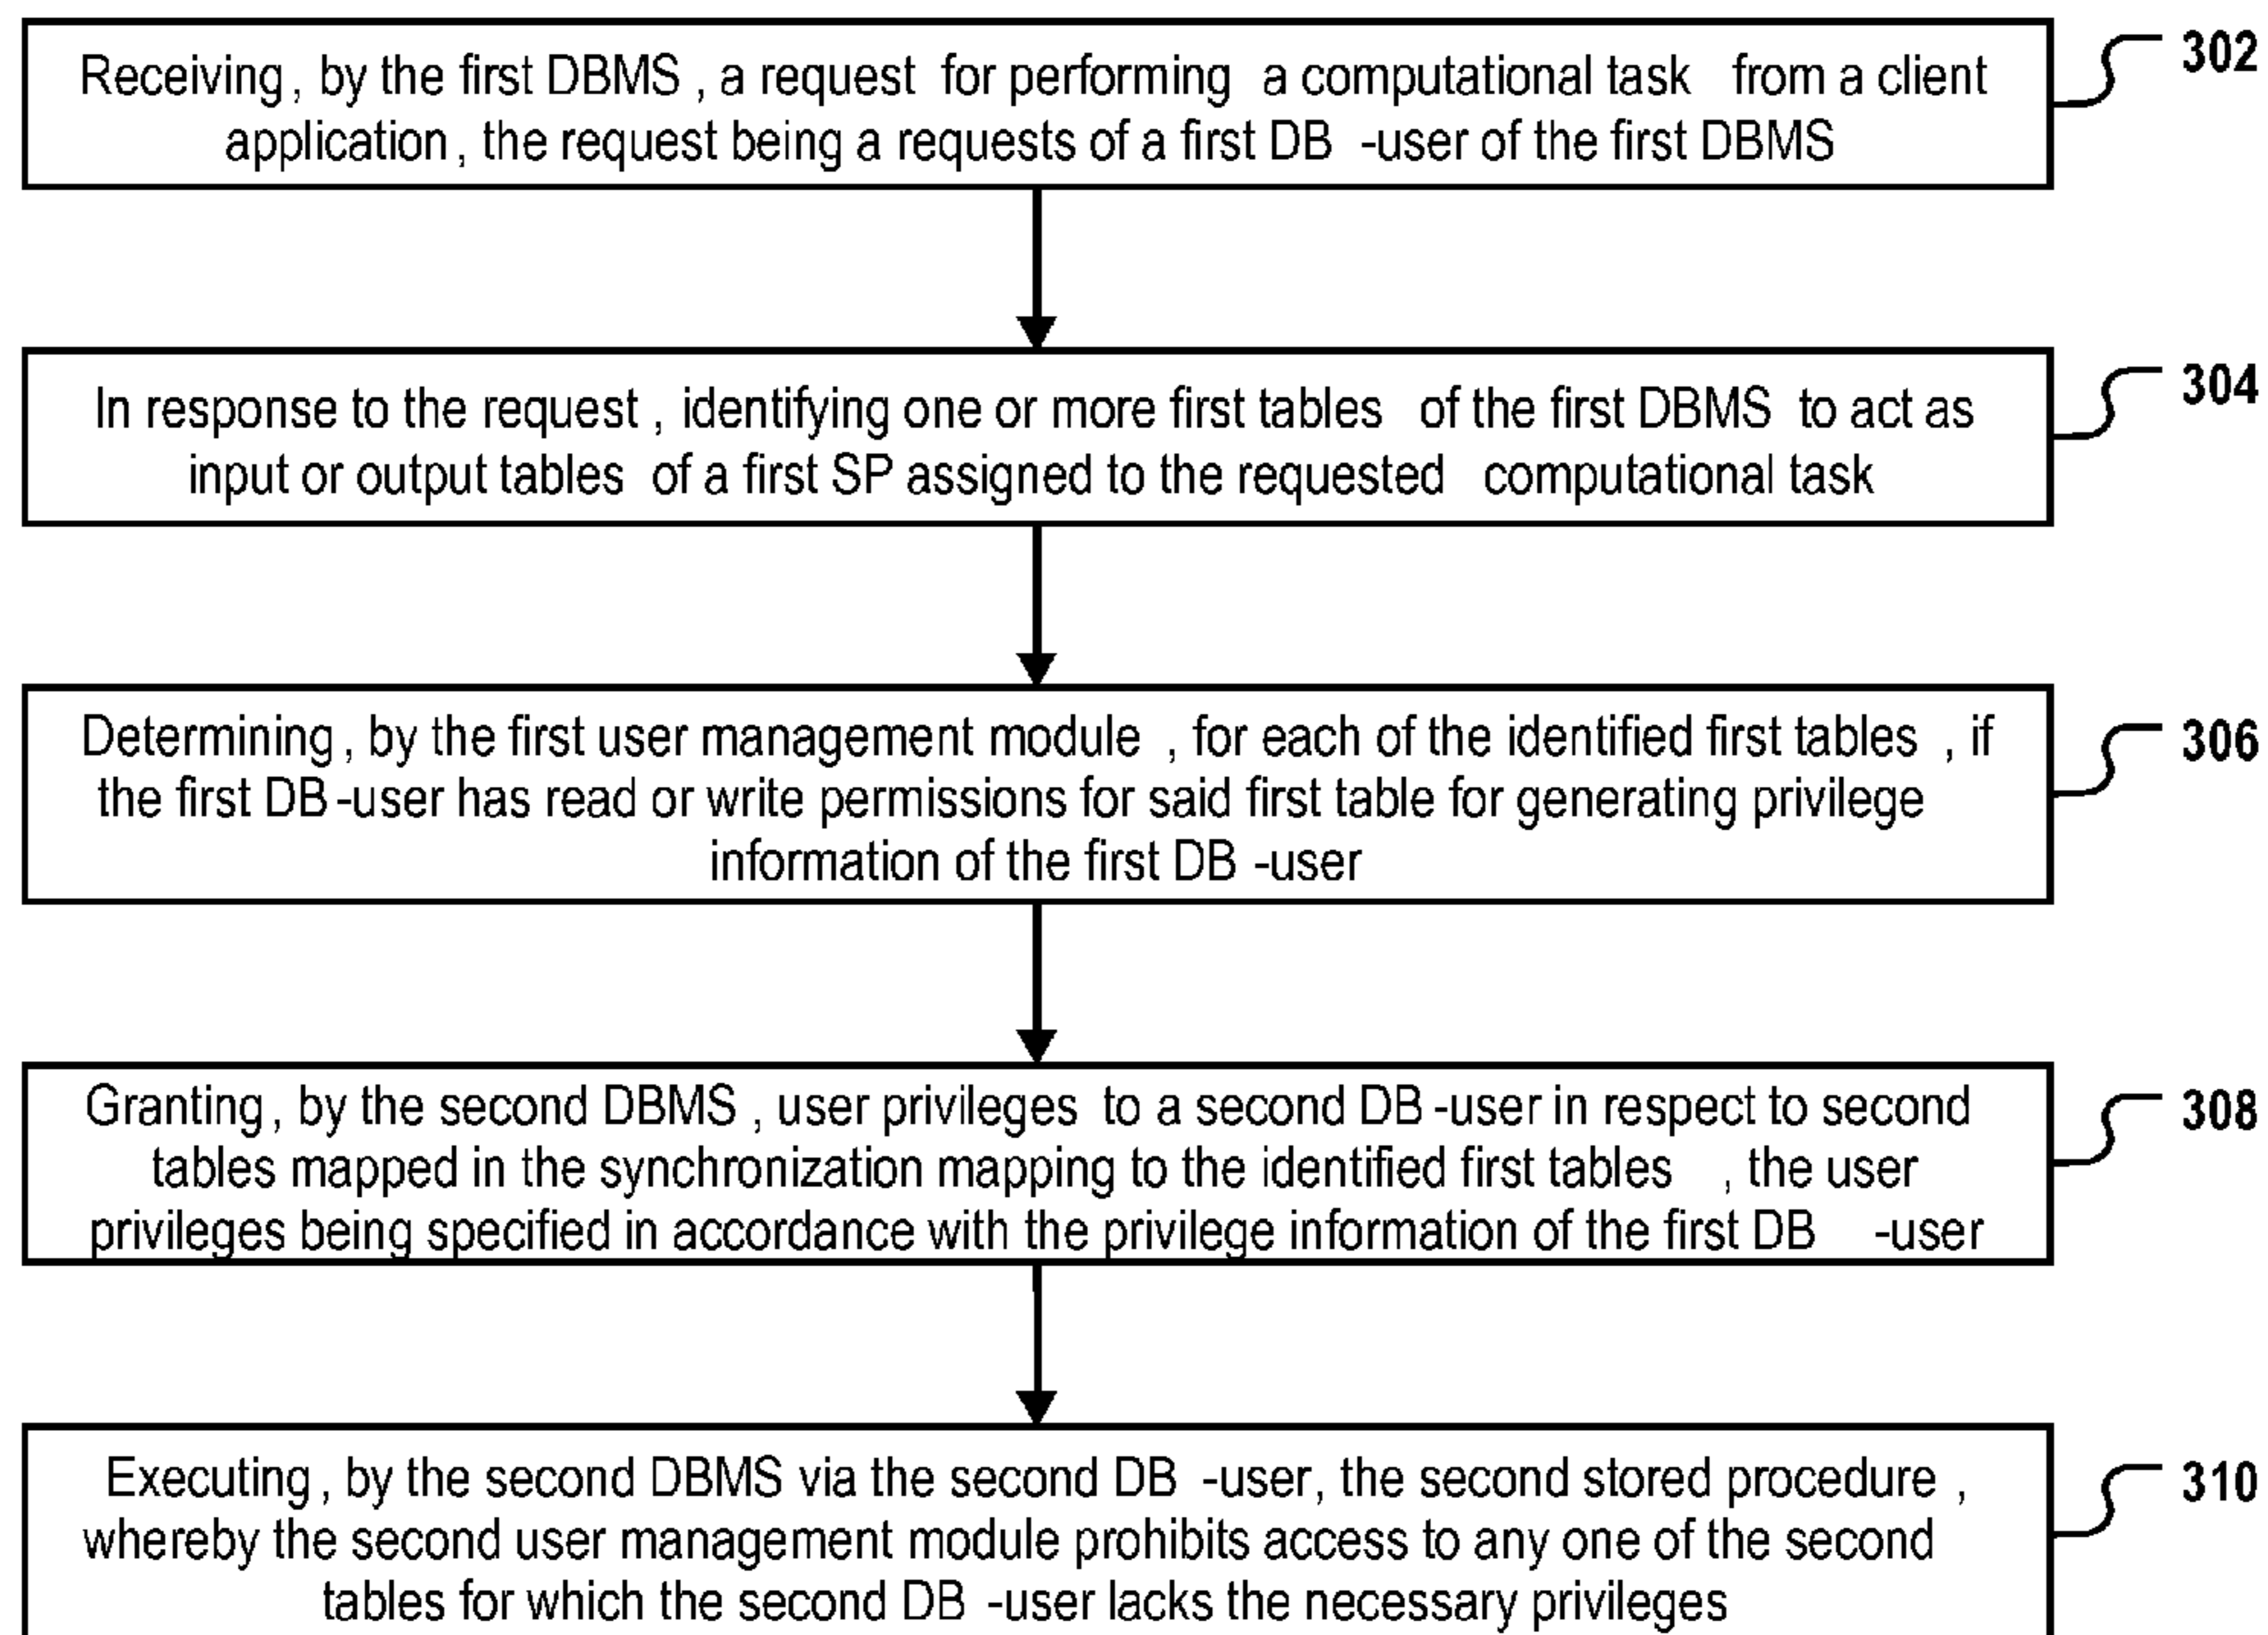 Receiving, by the first DBMS, a request for performing a computational task from a client
302
application, the request being a requests of a first DB -user of the first DBMS
In response to the request, identifying one or more first tables of the first DBMS to act as
304
input or output tables of a first SP assigned to the requested computational task
Determining, by the first user management module, for each of the identified first tables, if
306
the first DB-user has read or write permissions for said first table for generating privilege
information of the first DB -user
Granting, by the second DBMS, user privileges to a second DB-user in respect to second
308
tables mapped in the synchronization mapping to the identified first tables, the user
privileges being specified in accordance with the privilege information of the first DB -user
Executing, by the second DBMS via the second DB -user, the second stored procedure,
310
whereby the second user management module prohibits access to any one of the second
tables for which the second DB -user lacks the necessary privileges